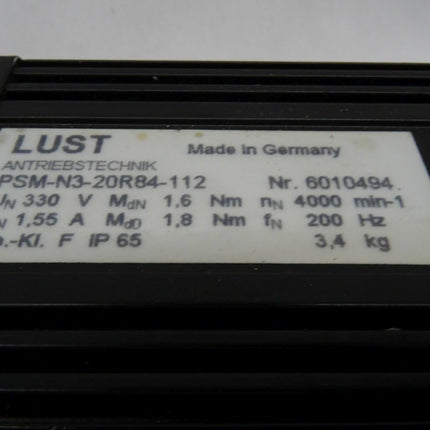 LUST Made in Germany
ANTRIEBSTECHNIK
PSM-N3-20R84-112 Nr. 6010494.
UN 330 V MdN 1,6 Nm nN 4000 min-1
N 1,55 A Md0 1,8 Nm fN 200 Hz
.-Kl. F IP 65 3,4 kg